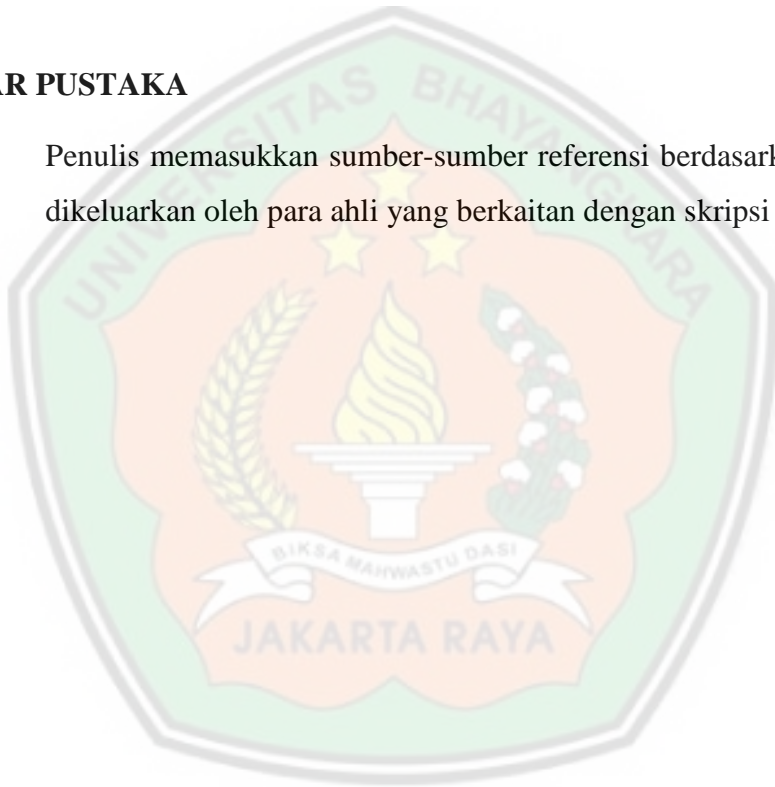 AR PUSTAKA
Penulis memasukkan sumber-sumber referensi berdasark
dikeluarkan oleh para ahli yang berkaitan dengan skripsi
UNIVERSITAS BHAYANGKARA
BIKSA MAHWASTU DASI
JAKARTA RAYA